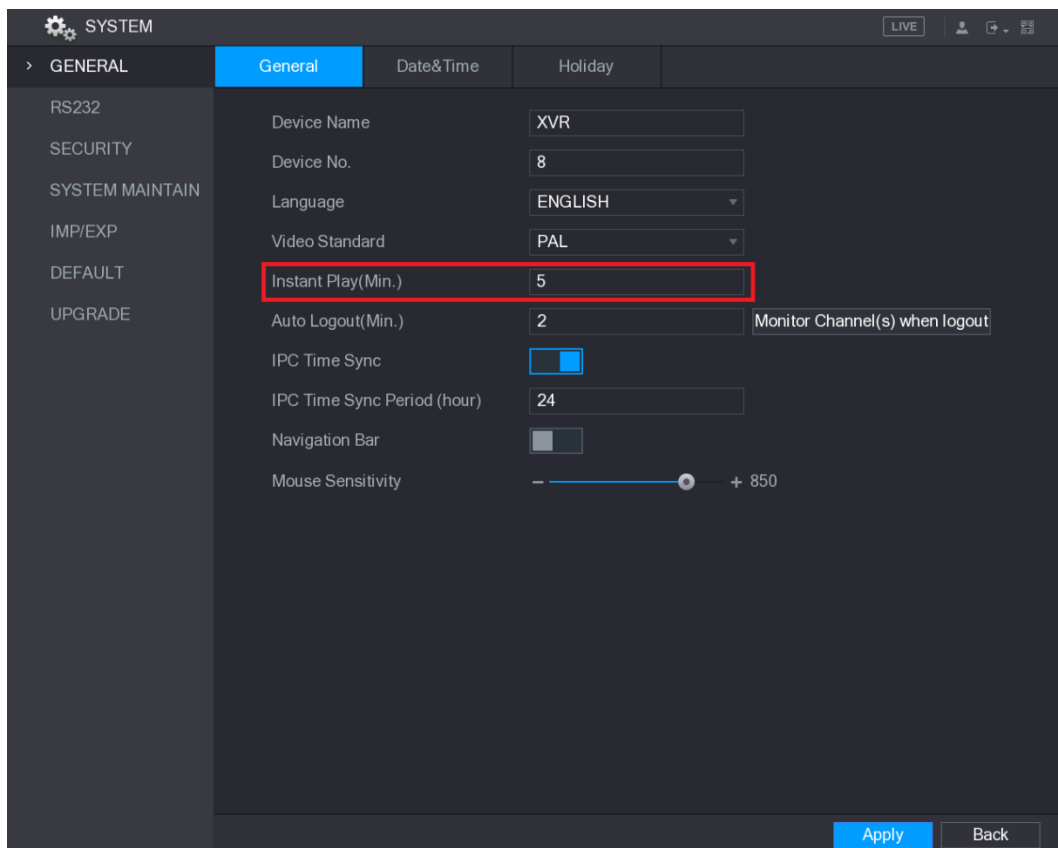 SYSTEM
LIVE
> GENERAL
General
Date&Time
Holiday
RS232
SECURITY
SYSTEM MAINTAIN
IMP/EXP
DEFAULT
UPGRADE
Device Name XVR
Device No. 8
Language ENGLISH
Video Standard PAL
Instant Play(Min.) 5
Auto Logout(Min.) 2 Monitor Channel(s) when logout
IPC Time Sync
IPC Time Sync Period (hour) 24
Navigation Bar
Mouse Sensitivity − + 850
Apply
Back